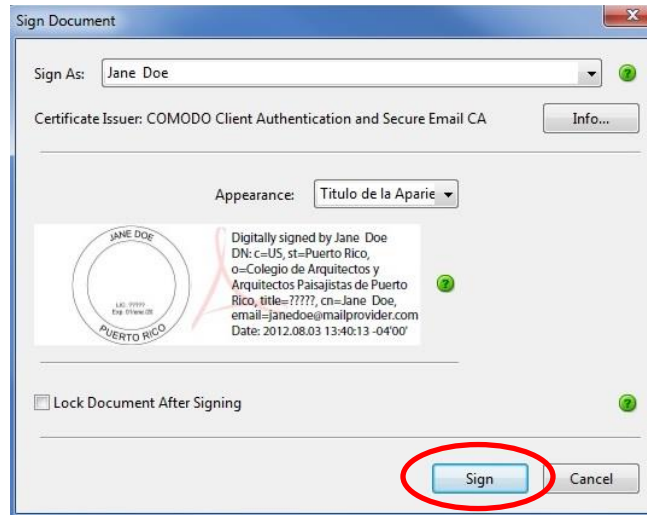 Sign Document
Sign As: Jane Doe
Certificate Issuer: COMODO Client Authentication and Secure Email CA Info...
Appearance: Titulo de la Aparie
JANE DOE
LIC. ?????
PUERTO RICO
Digitally signed by Jane Doe
DN: c=US, st=Puerto Rico,
o=Colegio de Arquitectos y
Arquitectos Paisajistas de Puerto
Rico, title=?????, cn=Jane Doe,
email=janedoe@mailprovider.com
Date: 2012.08.03 13:40:13 -04'00'
Lock Document After Signing
Sign Cancel